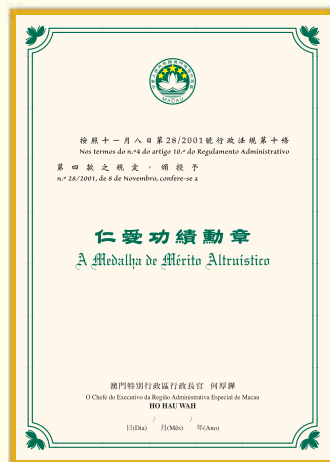 MACAU
按照十一月八日第28/2001號行政法規第十條
Nos termos do n.º4 do artigo 10.º do Regulamento Administrativo
第四款之規定，頒授予
n.º 28/2001, de 8 de Novembro, confere-se a
仁愛功績勳章
A Medalha de Mérito Altruístico
澳門特別行政區行政長官 何厚鏵
O Chefe do Executivo da Região Administrativa Especial de Macau
HO HAU WAH
/ /
日(Dia) 月(Mês) 年(Ano)